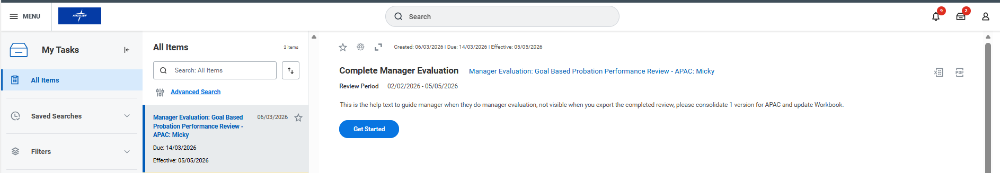 MENU
MEDLINE
Search
9
2
My Tasks
All Items
Saved Searches
Filters
All Items
2 items
Search: All Items
Advanced Search
Manager Evaluation: Goal Based
Probation Performance Review -
APAC: Micky
06/03/2026
Due: 14/03/2026
Effective: 05/05/2026
Created: 06/03/2026 | Due: 14/03/2026 | Effective: 05/05/2026
Complete Manager Evaluation
Manager Evaluation: Goal Based Probation Performance Review - APAC: Micky
PDF
Review Period 02/02/2026 - 05/05/2026
This is the help text to guide manager when they do manager evaluation, not visible when you export the completed review, please consolidate 1 version for APAC and update Workbook.
Get Started